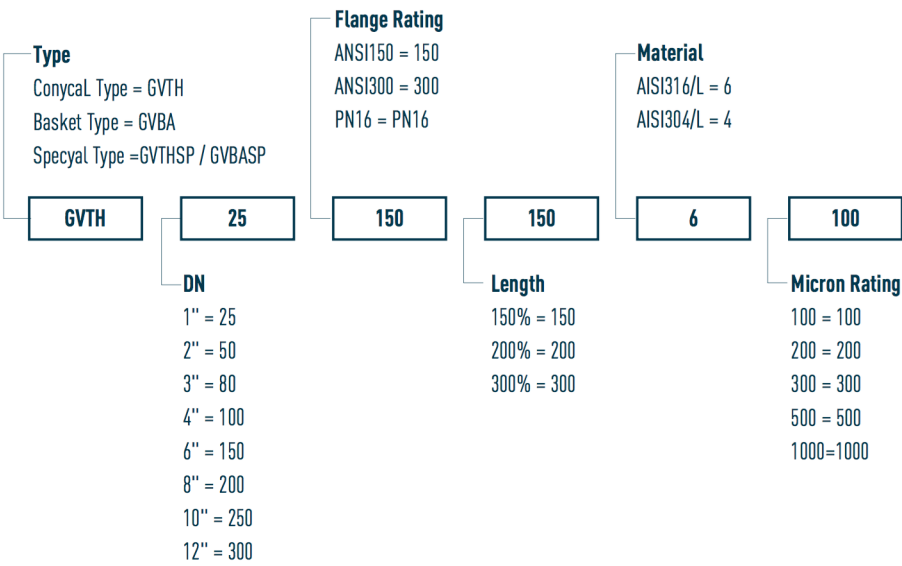 Flange Rating
ANSI150 = 150
ANSI300 = 300
PN16 = PN16
Type
ConycaL Type = GVTH
Basket Type = GVBA
Specyal Type =GVTHSP / GVBASP
Material
AISI316/L = 6
AISI304/L = 4
GVTH 25 150 150 6 100
DN
1" = 25
2" = 50
3" = 80
4" = 100
6" = 150
8" = 200
10" = 250
12" = 300
Length
150% = 150
200% = 200
300% = 300
Micron Rating
100 = 100
200 = 200
300 = 300
500 = 500
1000=1000